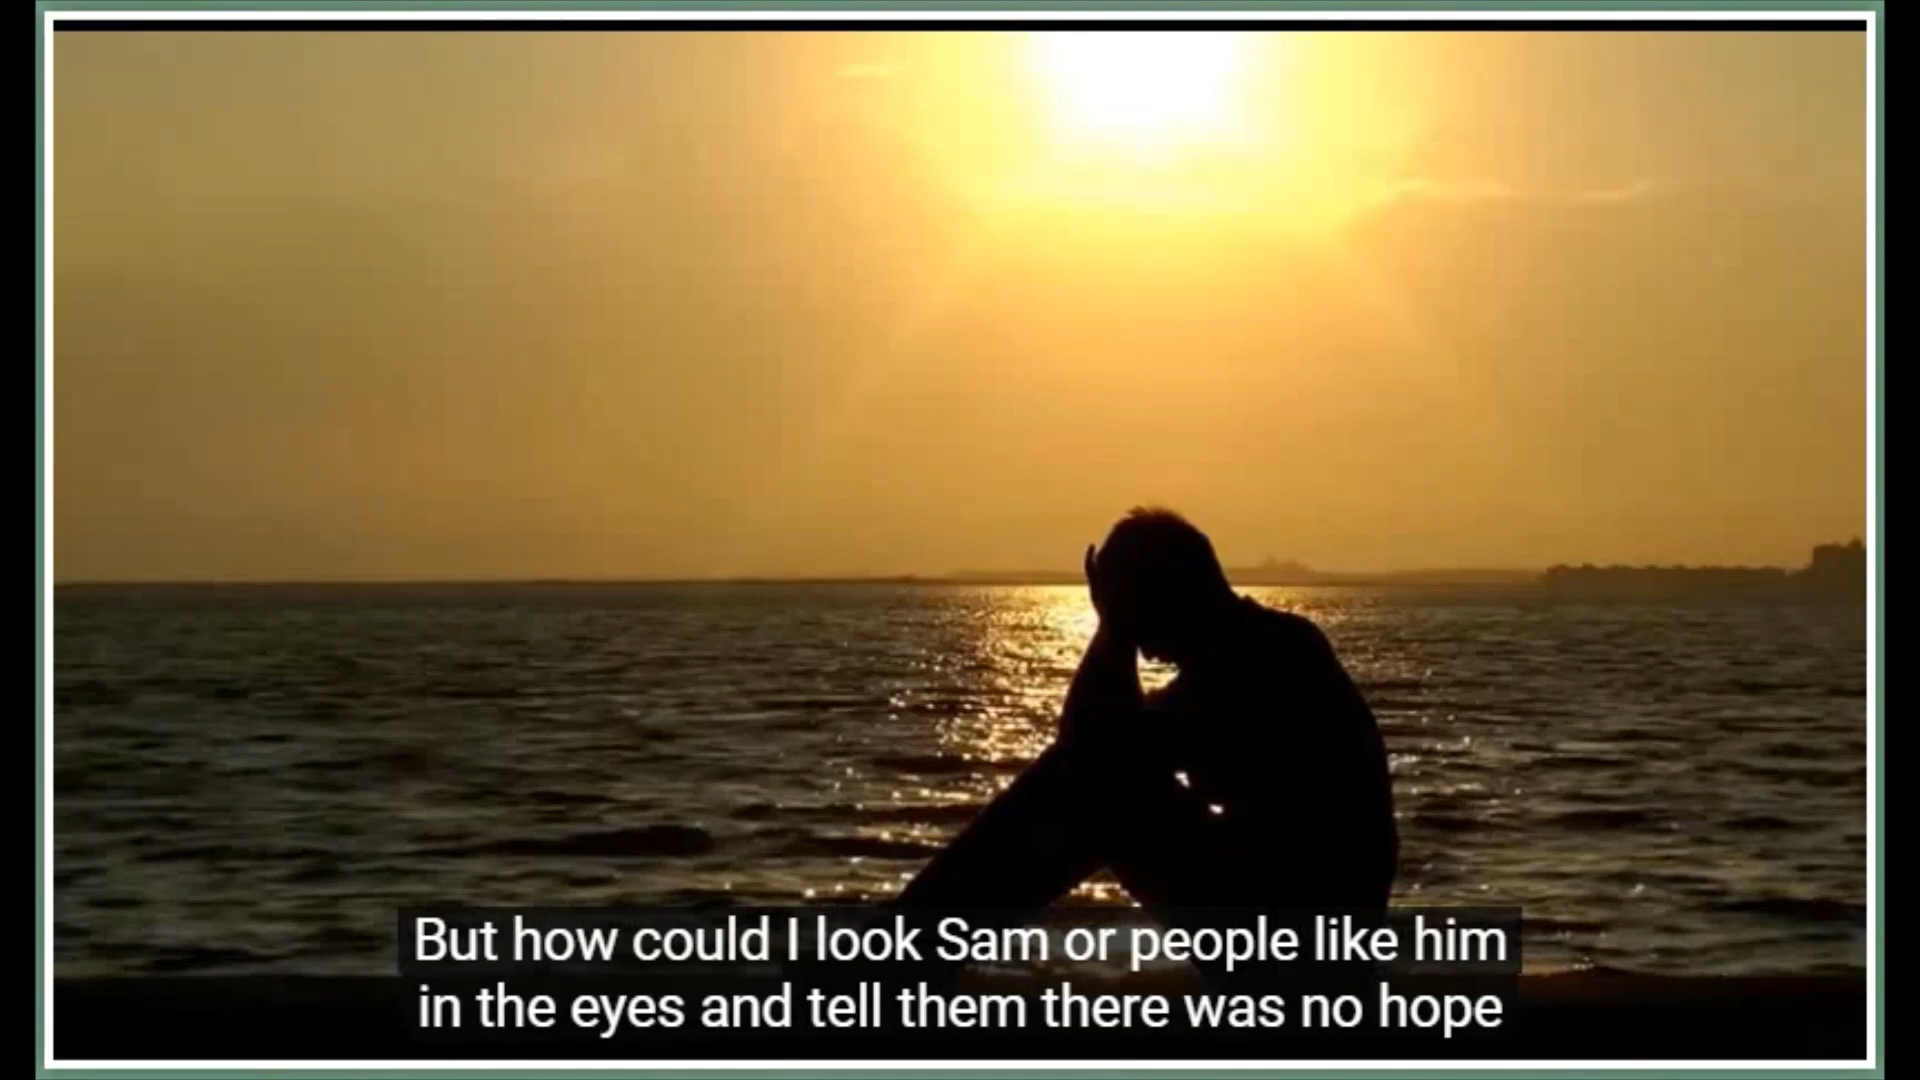 But how could I look Sam or people like him
in the eyes and tell them there was no hope